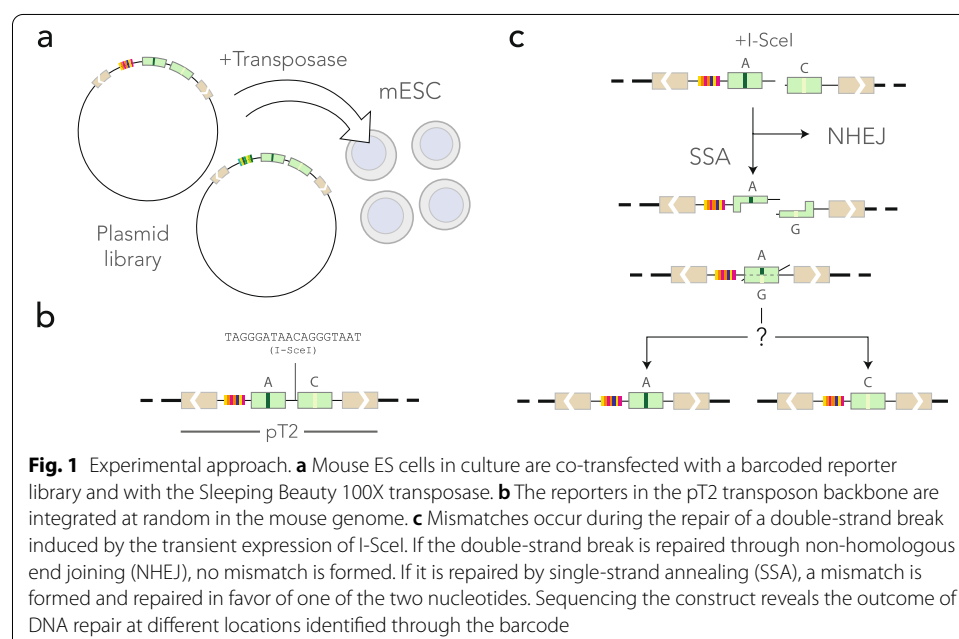 a
+Transposase
mESC
Plasmid
library
b
TAGGGATAACAGGGTAAT
(I-SceI)
A
C
pT2
c
+I-SceI
A
C
NHEJ
SSA
A
G
A
G
?
A
C
Fig. 1 Experimental approach. a Mouse ES cells in culture are co-transfected with a barcoded reporter
library and with the Sleeping Beauty 100X transposase. b The reporters in the pT2 transposon backbone are
integrated at random in the mouse genome. c Mismatches occur during the repair of a double-strand break
induced by the transient expression of I-SceI. If the double-strand break is repaired through non-homologous
end joining (NHEJ), no mismatch is formed. If it is repaired by single-strand annealing (SSA), a mismatch is
formed and repaired in favor of one of the two nucleotides. Sequencing the construct reveals the outcome of
DNA repair at different locations identified through the barcode